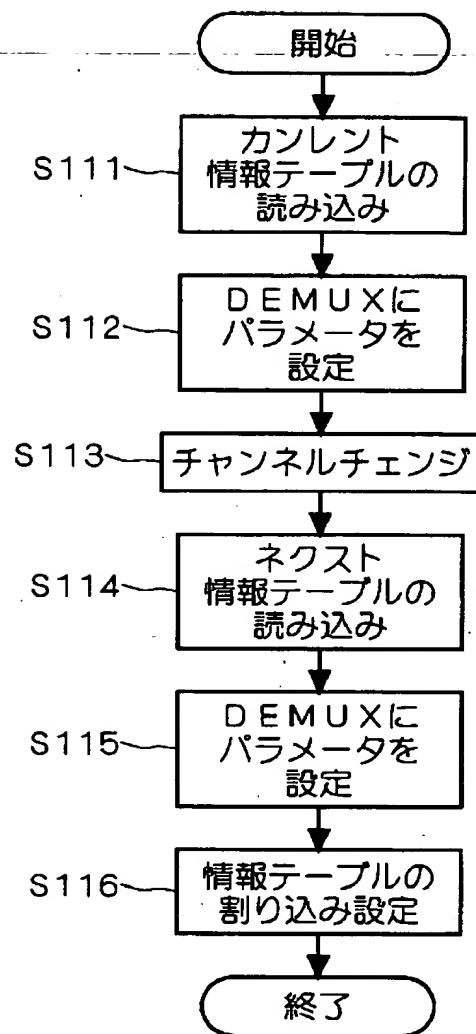 開始
S111
カンレント
情報テーブルの
読み込み
S112
DEMUXに
パラメータを
設定
S113
チャンネルチェンジ
S114
ネクスト
情報テーブルの
読み込み
S115
DEMUXに
パラメータを
設定
S116
情報テーブルの
割り込み設定
終了